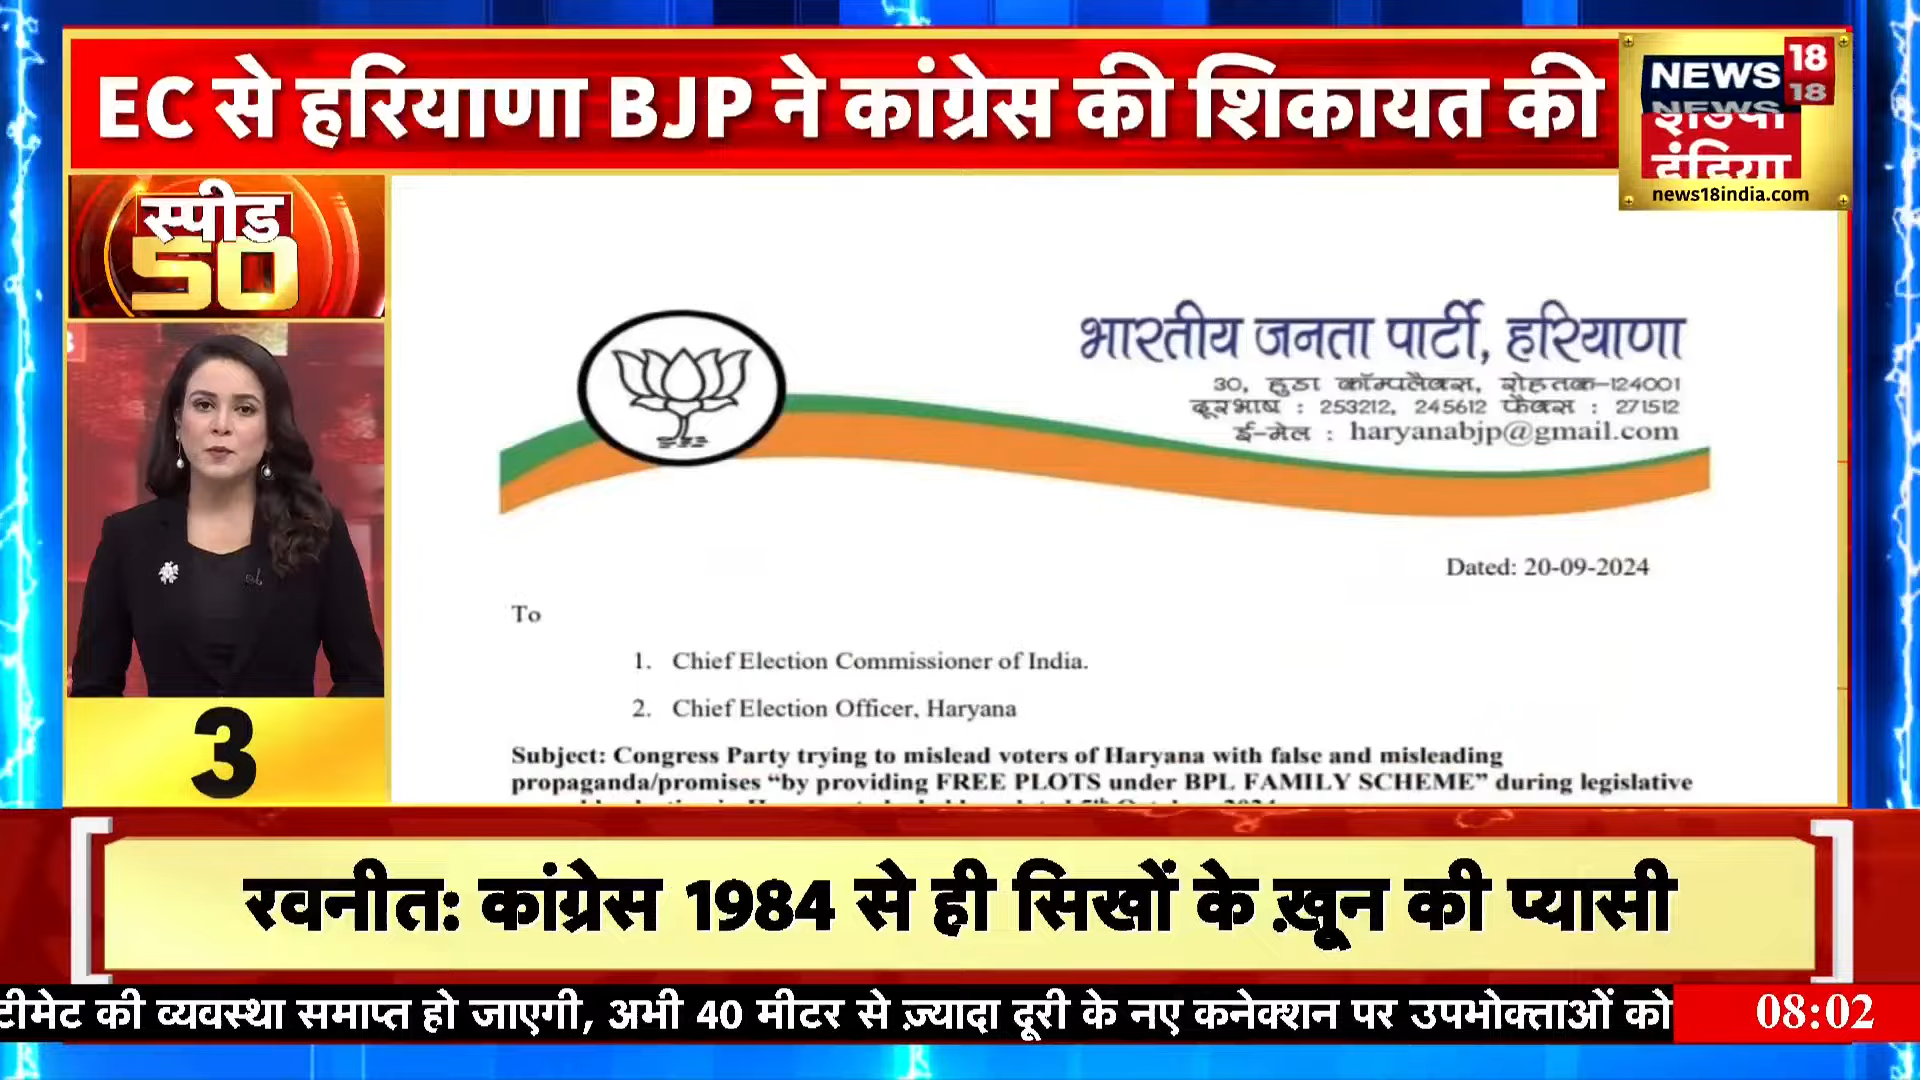 EC से हरियाणा BJP ने कांग्रेस की शिकायत की
NEWS 18
इंडिया
news18india.com
स्पीड
50
भारतीय जनता पार्टी, हरियाणा
30, हुडा कॉम्पलैक्स, रोहतक-124001
दूरभाष : 253212, 245612 फैक्स : 271512
ई-मेल : haryanabjp@gmail.com
Dated: 20-09-2024
To
1. Chief Election Commissioner of India.
2. Chief Election Officer, Haryana
Subject: Congress Party trying to mislead voters of Haryana with false and misleading
propaganda/promises “by providing FREE PLOTS under BPL FAMILY SCHEME” during legislative
3
रवनीत: कांग्रेस 1984 से ही सिखों के ख़ून की प्यासी
टीमेट की व्यवस्था समाप्त हो जाएगी, अभी 40 मीटर से ज़्यादा दूरी के नए कनेक्शन पर उपभोक्ताओं को
08:02